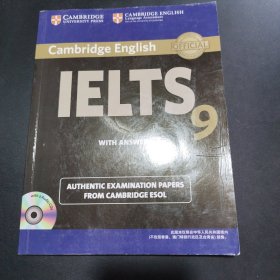 CAMBRIDGE
UNIVERSITY PRESS
CAMBRIDGE ENGLISH
Language Assessment
Cambridge English
OFFICIAL
IELTS
9
WITH ANSWERS
AUTHENTIC EXAMINATION PAPERS
FROM CAMBRIDGE ESOL